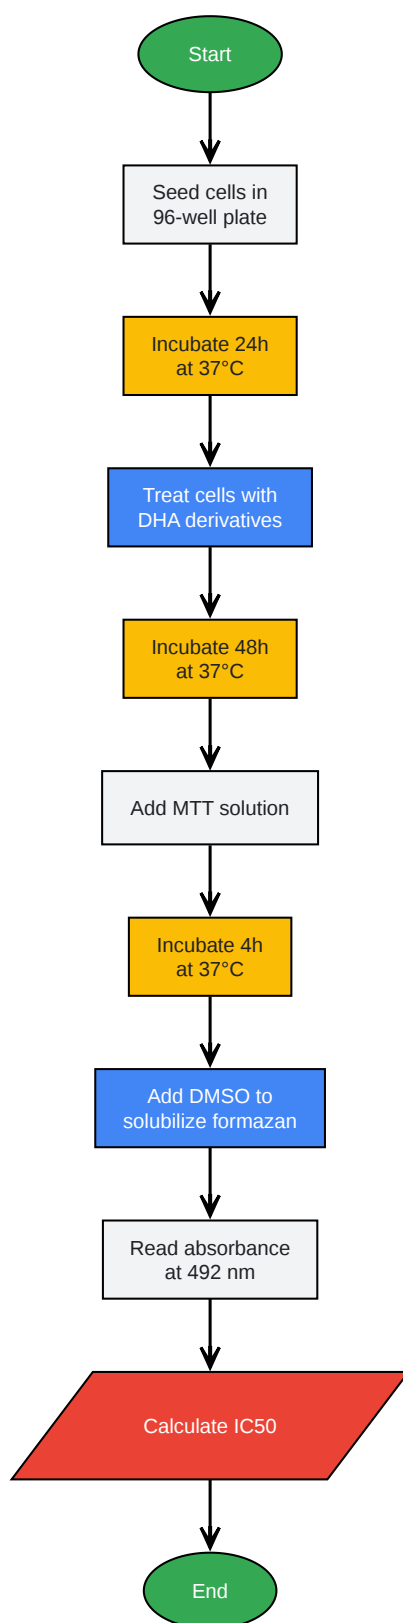 Start
Seed cells in
96-well plate
Incubate 24h
at 37°C
Treat cells with
DHA derivatives
Incubate 48h
at 37°C
Add MTT solution
Incubate 4h
at 37°C
Add DMSO to
solubilize formazan
Read absorbance
at 492 nm
Calculate IC50
End